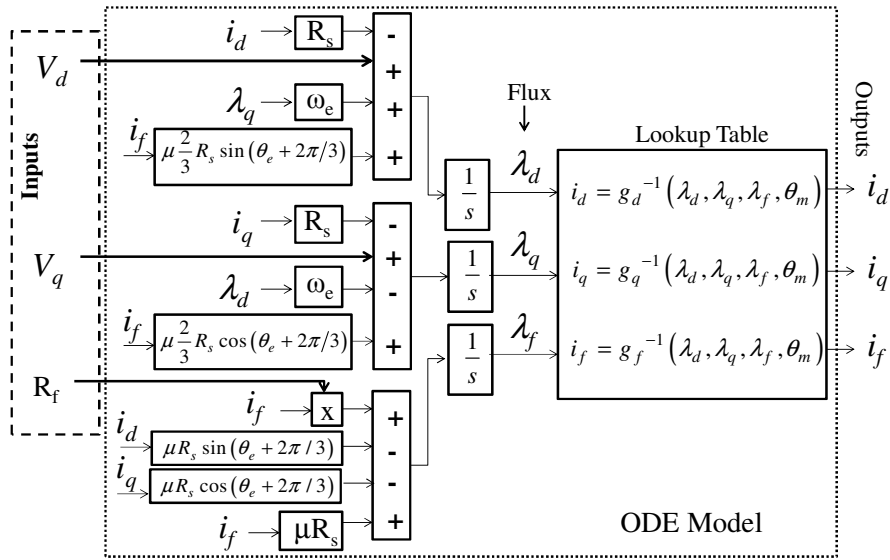 Inputs
V_d
V_q
R_f
i_d R_s -
+
λ_q ω_e +
i_f μ 2/3 R_s sin(θ_e + 2π/3) +
i_q R_s -
+
λ_d ω_e -
i_f μ 2/3 R_s cos(θ_e + 2π/3) +
i_f x +
i_d μR_s sin(θ_e + 2π / 3) -
i_q μR_s cos(θ_e + 2π / 3) -
i_f μR_s +
1/s
1/s
1/s
Flux
λ_d
λ_q
λ_f
Lookup Table
i_d = g_d^{-1}(λ_d, λ_q, λ_f, θ_m)
i_q = g_q^{-1}(λ_d, λ_q, λ_f, θ_m)
i_f = g_f^{-1}(λ_d, λ_q, λ_f, θ_m)
Outputs
i_d
i_q
i_f
ODE Model